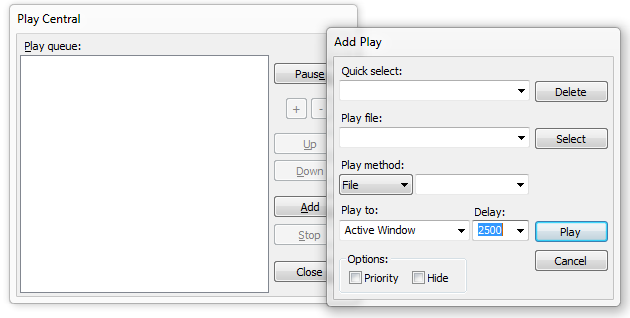 Play Central
Play queue:
Pause
+ -
Up
Down
Add
Stop
Close
Add Play
Quick select:
Delete
Play file:
Select
Play method:
File
Play to: Delay:
Active Window 2500 Play
Cancel
Options:
Priority Hide